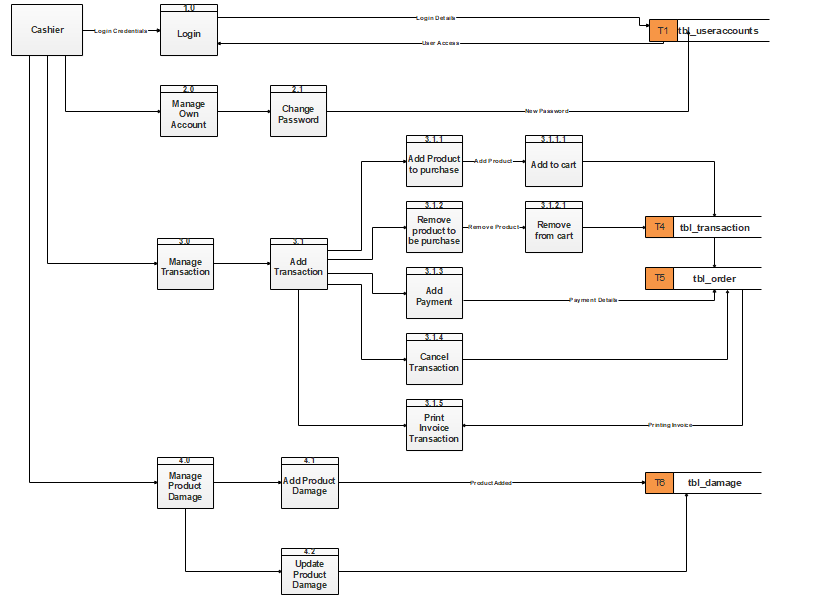 1.0
Login Details
Cashier
Login Credentials
Login
T1
tbl_useraccounts
User Access
2.0
2.1
Manage
Own
Account
Change
Password
New Password
3.1.1
3.1.1.1
Add Product
to purchase
Add Product
Add to cart
3.1.2
3.1.2.1
Remove
product to
be purchase
Remove Product
Remove
from cart
T4
tbl_transaction
3.0
3.1
Manage
Transaction
Add
Transaction
3.1.3
T5
tbl_order
Add
Payment
Payment Details
3.1.4
Cancel
Transaction
3.1.5
Print
Invoice
Transaction
Printing Invoice
4.0
4.1
Manage
Product
Damage
Add Product
Damage
Product Added
T6
tbl_damage
4.2
Update
Product
Damage